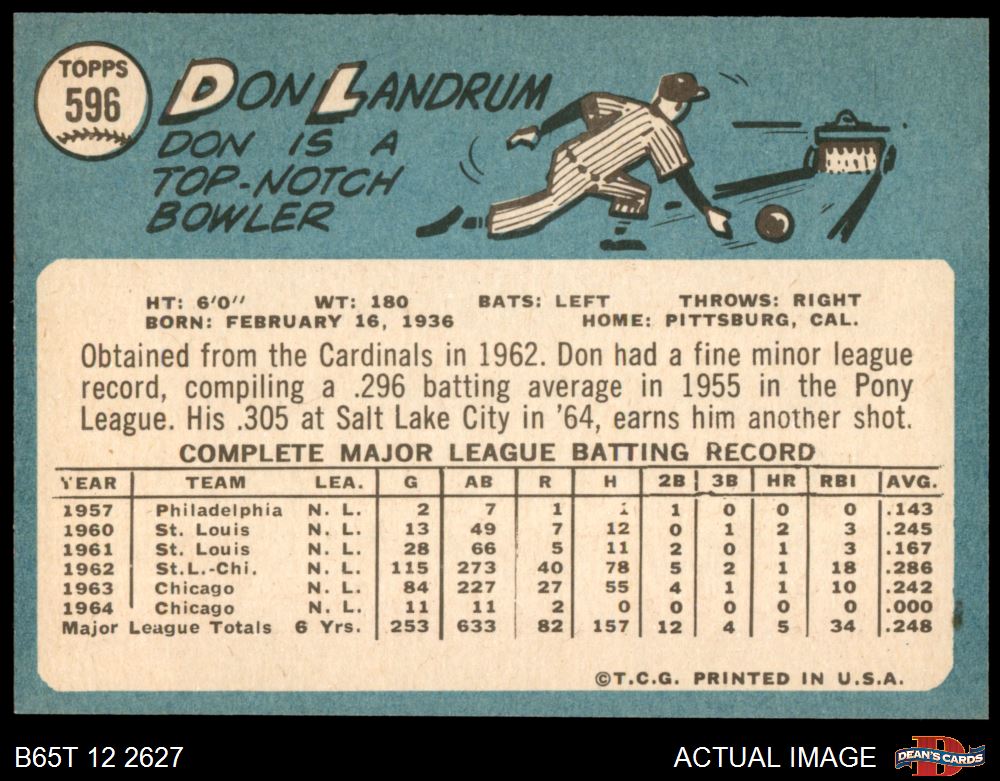 TOPPS
596
DON LANDRUM
DON IS A
TOP-NOTCH
BOWLER
HT: 6'0" WT: 180 BATS: LEFT THROWS: RIGHT
BORN: FEBRUARY 16, 1936 HOME: PITTSBURG, CAL.
Obtained from the Cardinals in 1962. Don had a fine minor league
record, compiling a .296 batting average in 1955 in the Pony
League. His .305 at Salt Lake City in '64, earns him another shot.
COMPLETE MAJOR LEAGUE BATTING RECORD
YEAR TEAM LEA. G AB R H 2B 3B HR RBI AVG.
1957 Philadelphia N. L. 2 7 1 1 1 0 0 0 .143
1960 St. Louis N. L. 13 49 7 12 0 1 2 3 .245
1961 St. Louis N. L. 28 66 5 11 2 0 1 3 .167
1962 St.L.-Chi. N. L. 115 273 40 78 5 2 1 18 .286
1963 Chicago N. L. 84 227 27 55 4 1 1 10 .242
1964 Chicago N. L. 11 11 2 0 0 0 0 0 .000
Major League Totals 6 Yrs. 253 633 82 157 12 4 5 34 .248
©T.C.G. PRINTED IN U.S.A.
B65T 12 2627 ACTUAL IMAGE DEAN'S CARDS